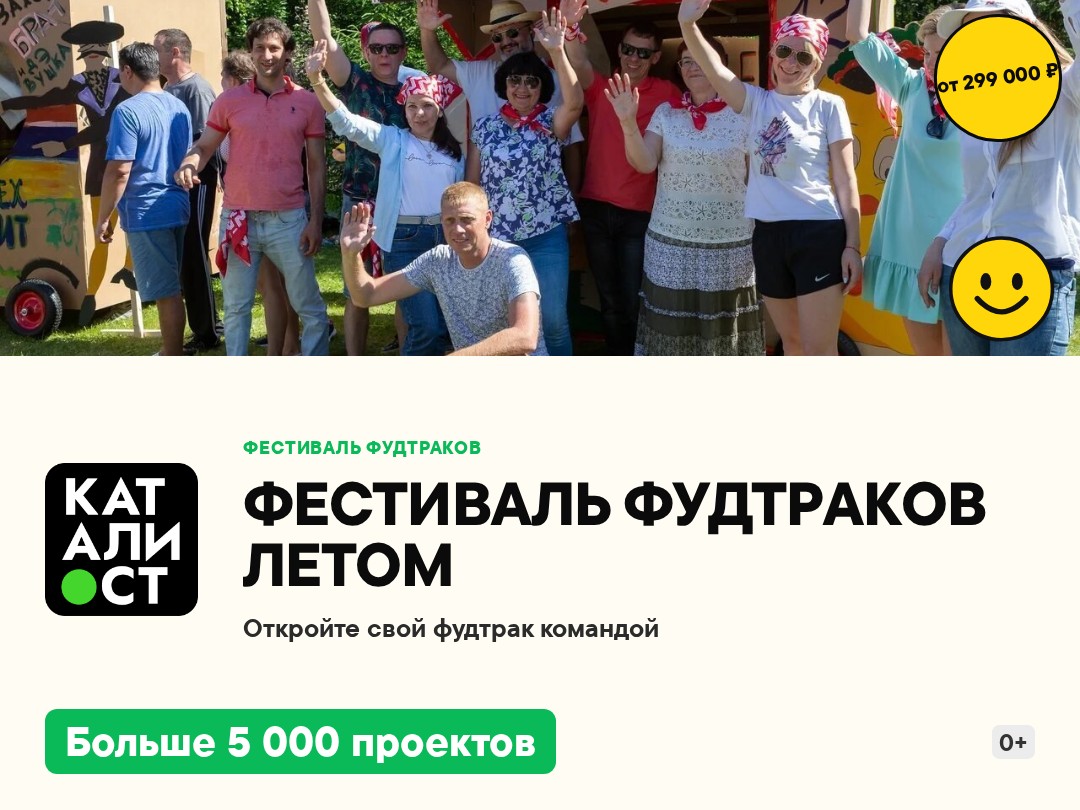 БРАТ
от 299 000 ₽
ФЕСТИВАЛЬ ФУДТРАКОВ
КАТ
АЛИ
СТ
ФЕСТИВАЛЬ ФУДТРАКОВ
ЛЕТОМ
Откройте свой фудтрак командой
Больше 5 000 проектов
0+